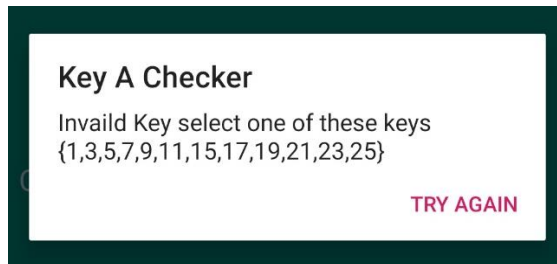 Key A Checker
Invaild Key select one of these keys
{1,3,5,7,9,11,15,17,19,21,23,25}
TRY AGAIN